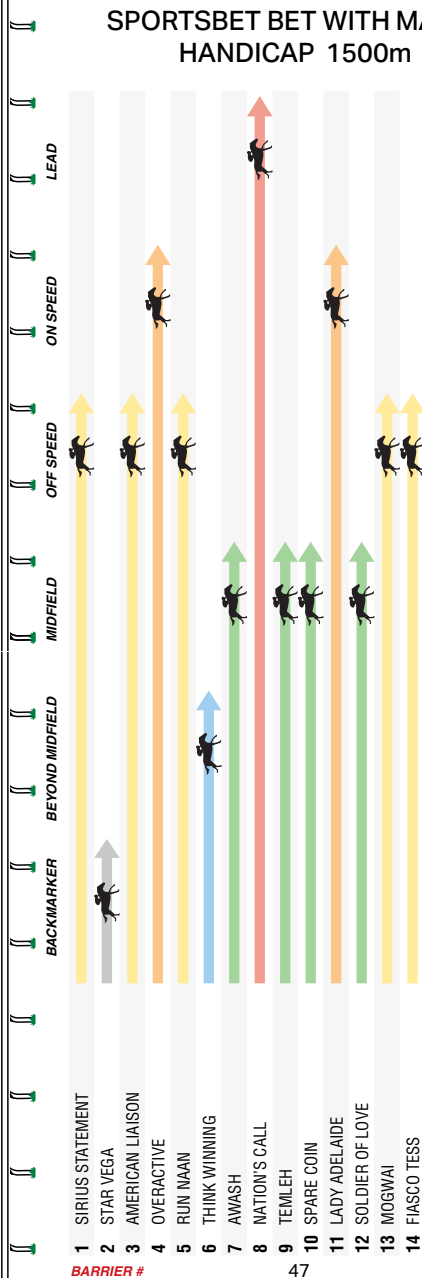 SPORTSBET BET WITH MA
HANDICAP 1500m
LEAD
ON SPEED
OFF SPEED
MIDFIELD
BEYOND MIDFIELD
BACKMARKER
1 SIRIUS STATEMENT
2 STAR VEGA
3 AMERICAN LIAISON
4 OVERACTIVE
5 RUN NAAN
6 THINK WINNING
7 AWASH
8 NATION'S CALL
9 TEMLEH
10 SPARE COIN
11 LADY ADELAIDE
12 SOLDIER OF LOVE
13 MOGWAI
14 FIASCO TESS
BARRIER #
47